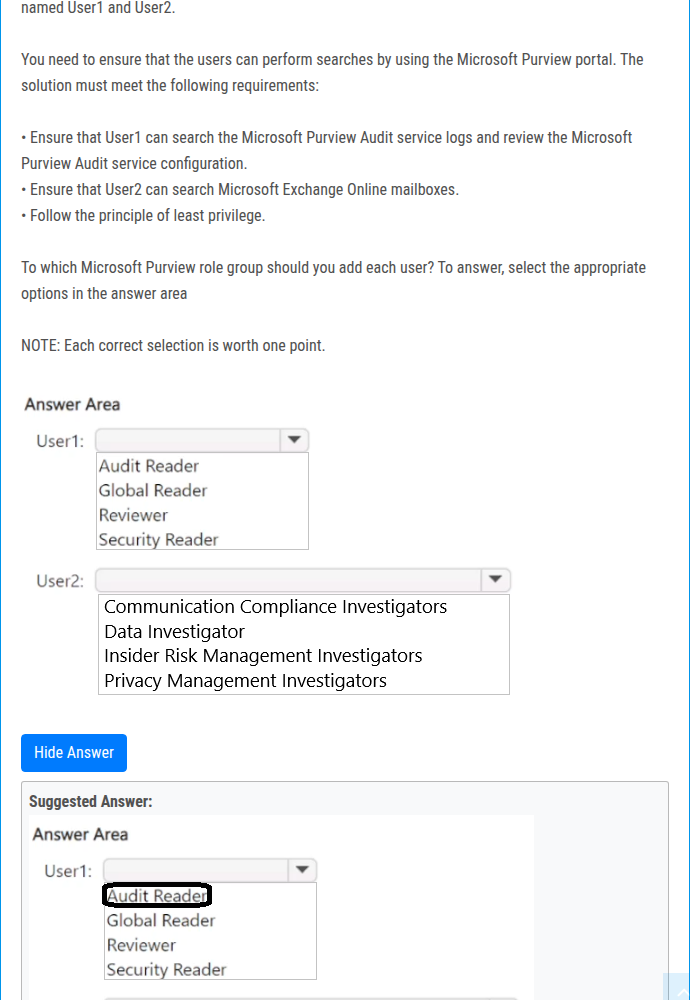 named User1 and User2.
You need to ensure that the users can perform searches by using the Microsoft Purview portal. The
solution must meet the following requirements:
• Ensure that User1 can search the Microsoft Purview Audit service logs and review the Microsoft
Purview Audit service configuration.
• Ensure that User2 can search Microsoft Exchange Online mailboxes.
• Follow the principle of least privilege.
To which Microsoft Purview role group should you add each user? To answer, select the appropriate
options in the answer area
NOTE: Each correct selection is worth one point.
Answer Area
User1:
Audit Reader
Global Reader
Reviewer
Security Reader
User2:
Communication Compliance Investigators
Data Investigator
Insider Risk Management Investigators
Privacy Management Investigators
Hide Answer
Suggested Answer:
Answer Area
User1:
Audit Reader
Global Reader
Reviewer
Security Reader